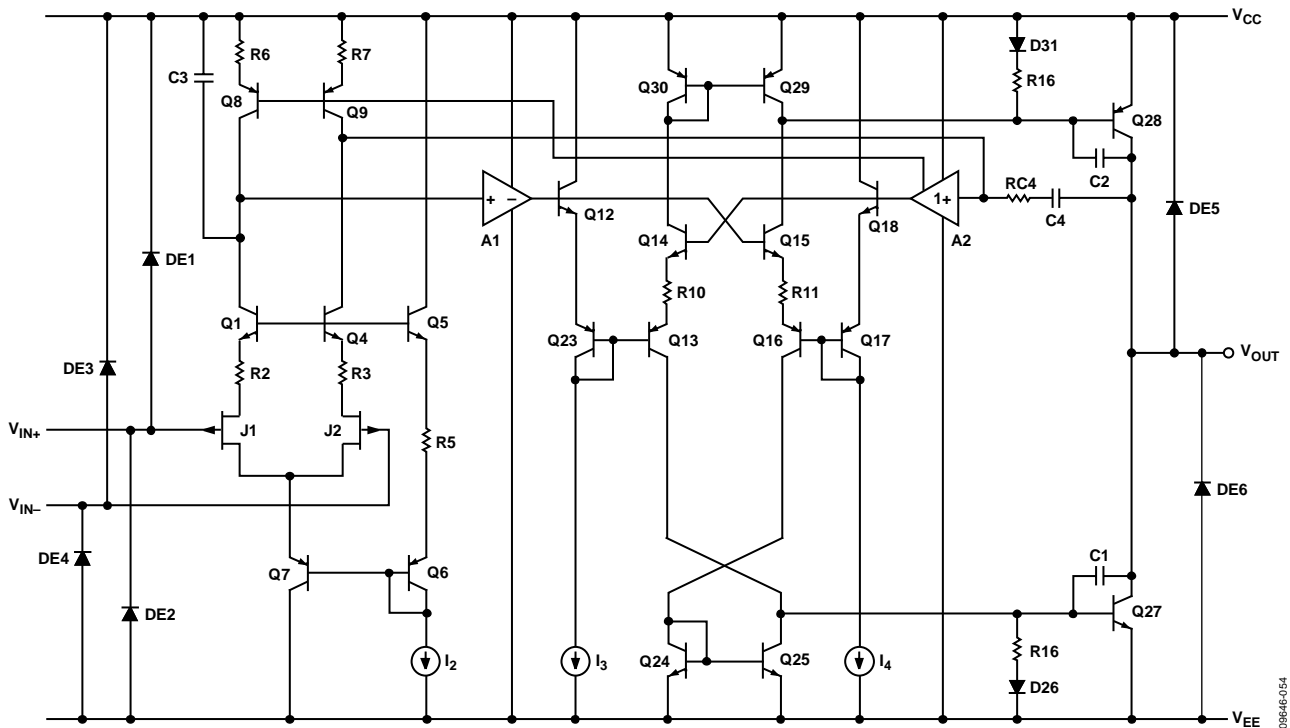 VCC
R6
R7
C3
D31
R16
Q30
Q29
Q8
Q9
Q28
C2
+ −
1+
RC4
C4
DE5
Q12
Q18
A1
A2
Q14
Q15
DE1
R10
R11
Q1
Q4
Q5
Q23
Q13
Q16
Q17
DE3
R2
R3
VOUT
VIN+
J1
J2
R5
DE6
VIN−
DE4
C1
Q7
Q6
DE2
Q27
R16
I2
I3
Q24
Q25
I4
D26
VEE
09646-054